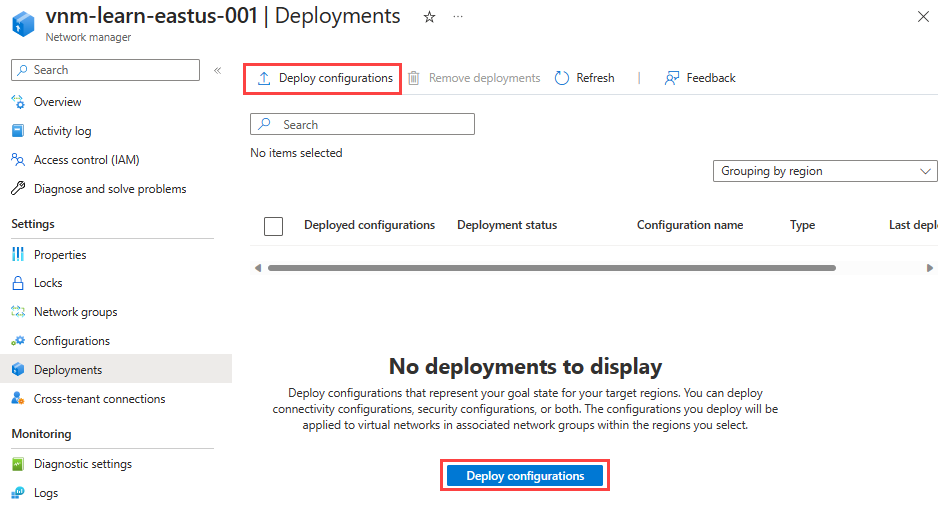 vnm-learn-eastus-001 | Deployments ☆ ...
Network manager
Search «
Overview
Activity log
Access control (IAM)
Diagnose and solve problems
Settings
Properties
Locks
Network groups
Configurations
Deployments
Cross-tenant connections
Monitoring
Diagnostic settings
Logs
Deploy configurations Remove deployments Refresh | Feedback
Search
No items selected
Grouping by region
Deployed configurations Deployment status Configuration name Type Last depl
No deployments to display
Deploy configurations that represent your goal state for your target regions. You can deploy
connectivity configurations, security configurations, or both. The configurations you deploy will be
applied to virtual networks in associated network groups within the regions you select.
Deploy configurations